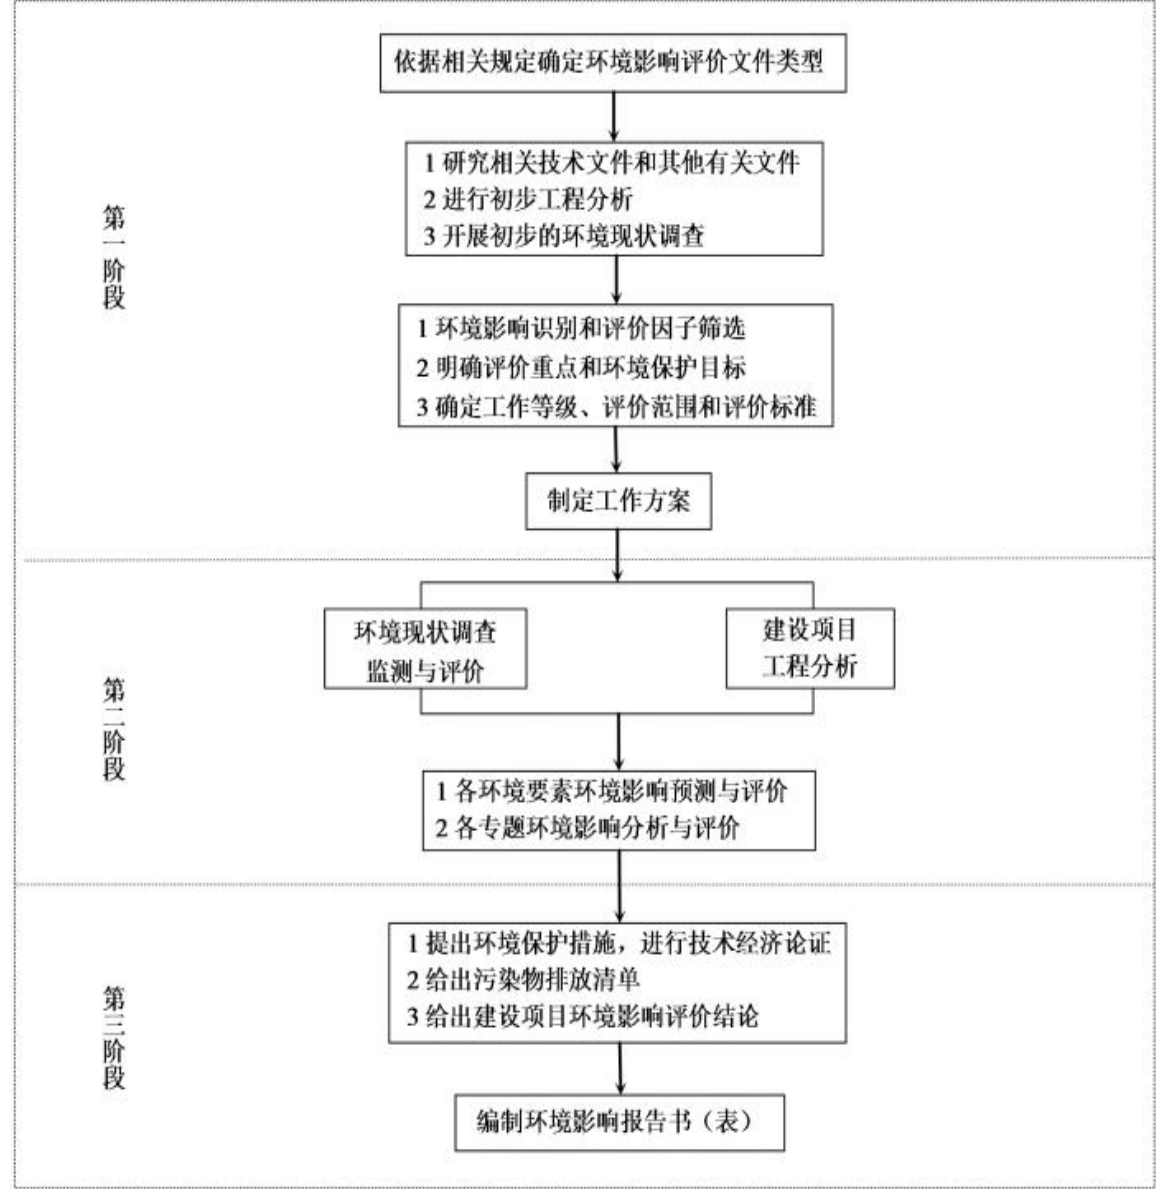 依据相关规定确定环境影响评价文件类型
1 研究相关技术文件和其他有关文件
2 进行初步工程分析
3 开展初步的环境现状调查
第一阶段
1 环境影响识别和评价因子筛选
2 明确评价重点和环境保护目标
3 确定工作等级、评价范围和评价标准
制定工作方案
环境现状调查
监测与评价
建设项目
工程分析
第二阶段
1 各环境要素环境影响预测与评价
2 各专题环境影响分析与评价
1 提出环境保护措施，进行技术经济论证
2 给出污染物排放清单
3 给出建设项目环境影响评价结论
第三阶段
编制环境影响报告书（表）